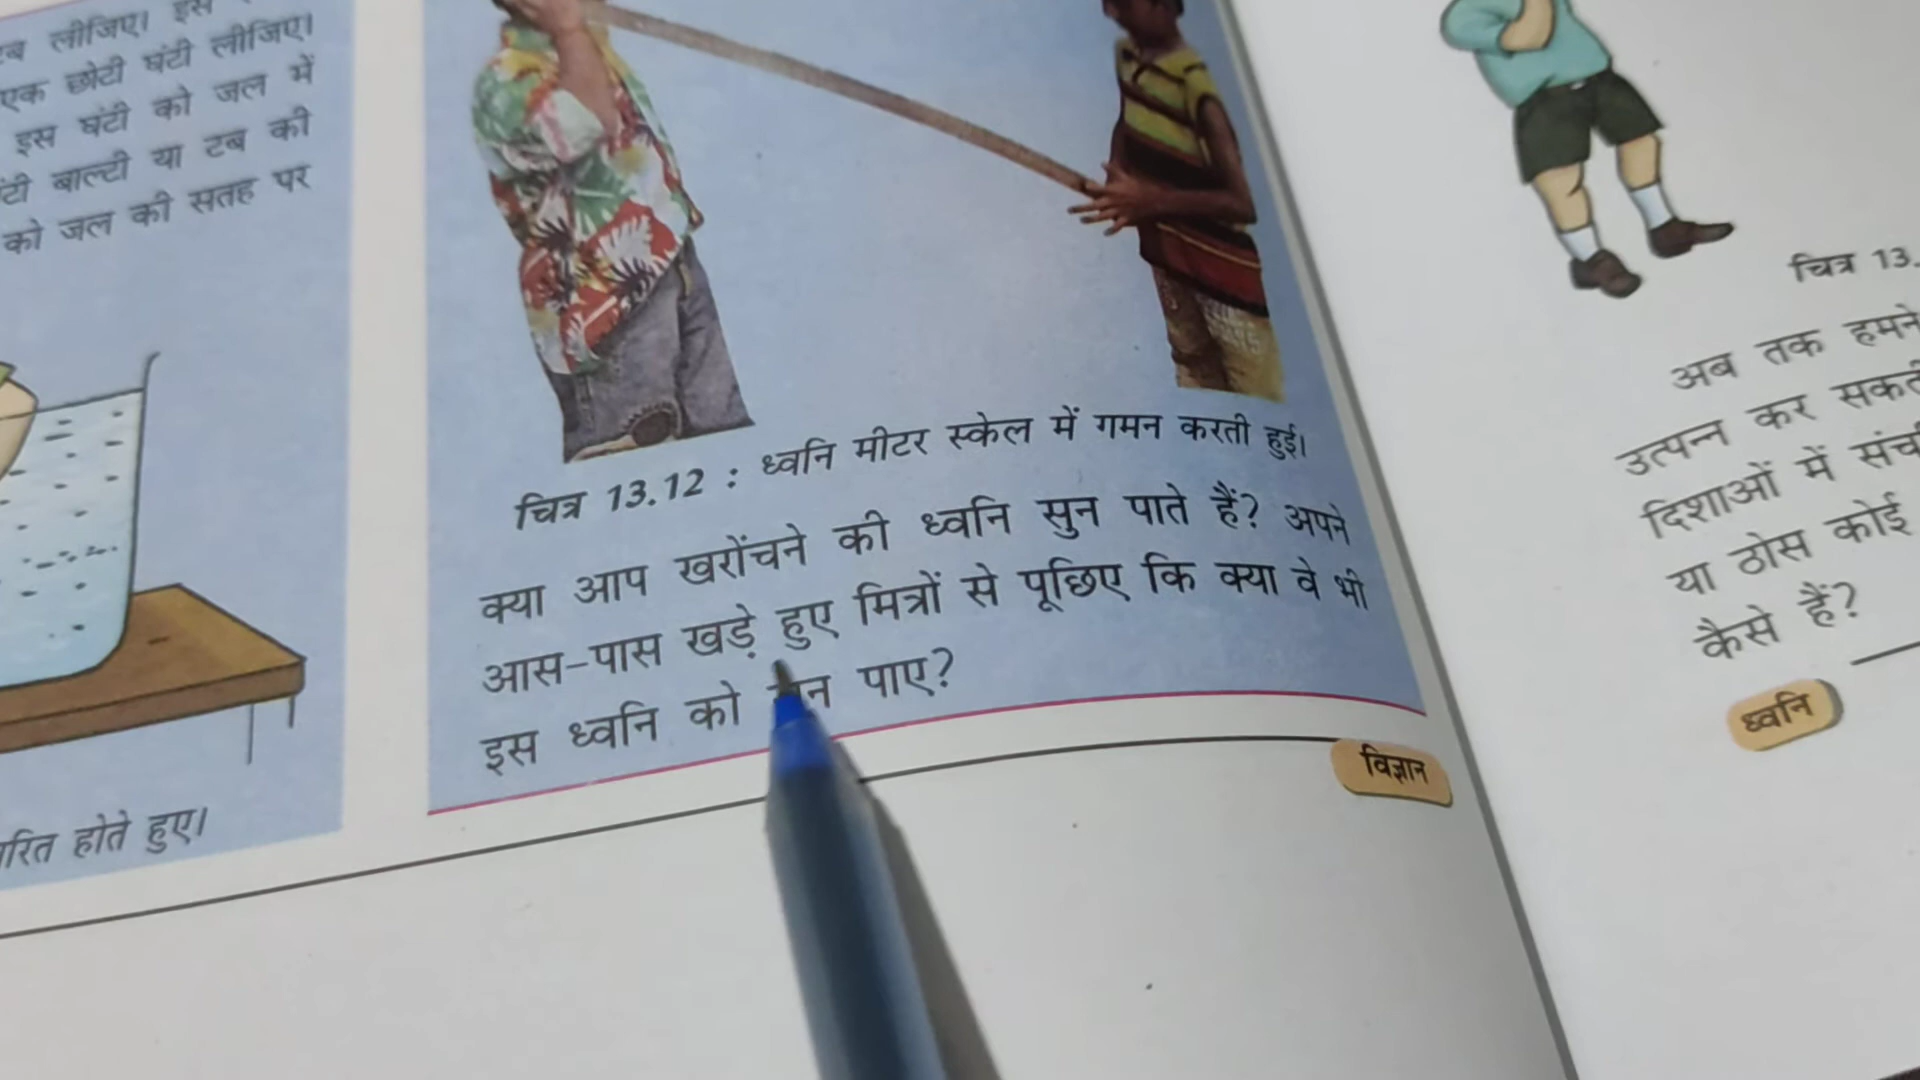 लीजिए। इस
एक छोटी घंटी लीजिए।
इस घंटी को जल में
बाल्टी या टब की
को जल की सतह पर
होते हुए।
चित्र 13.12 : ध्वनि मीटर स्केल में गमन करती हुई।
क्या आप खरोंचने की ध्वनि सुन पाते हैं? अपने
आस-पास खड़े हुए मित्रों से पूछिए कि क्या वे भी
इस ध्वनि को पाए?
विज्ञान
चित्र 13.
अब तक हमने
उत्पन्न कर
दिशाओं में
या ठोस कोई
कैसे हैं?
ध्वनि